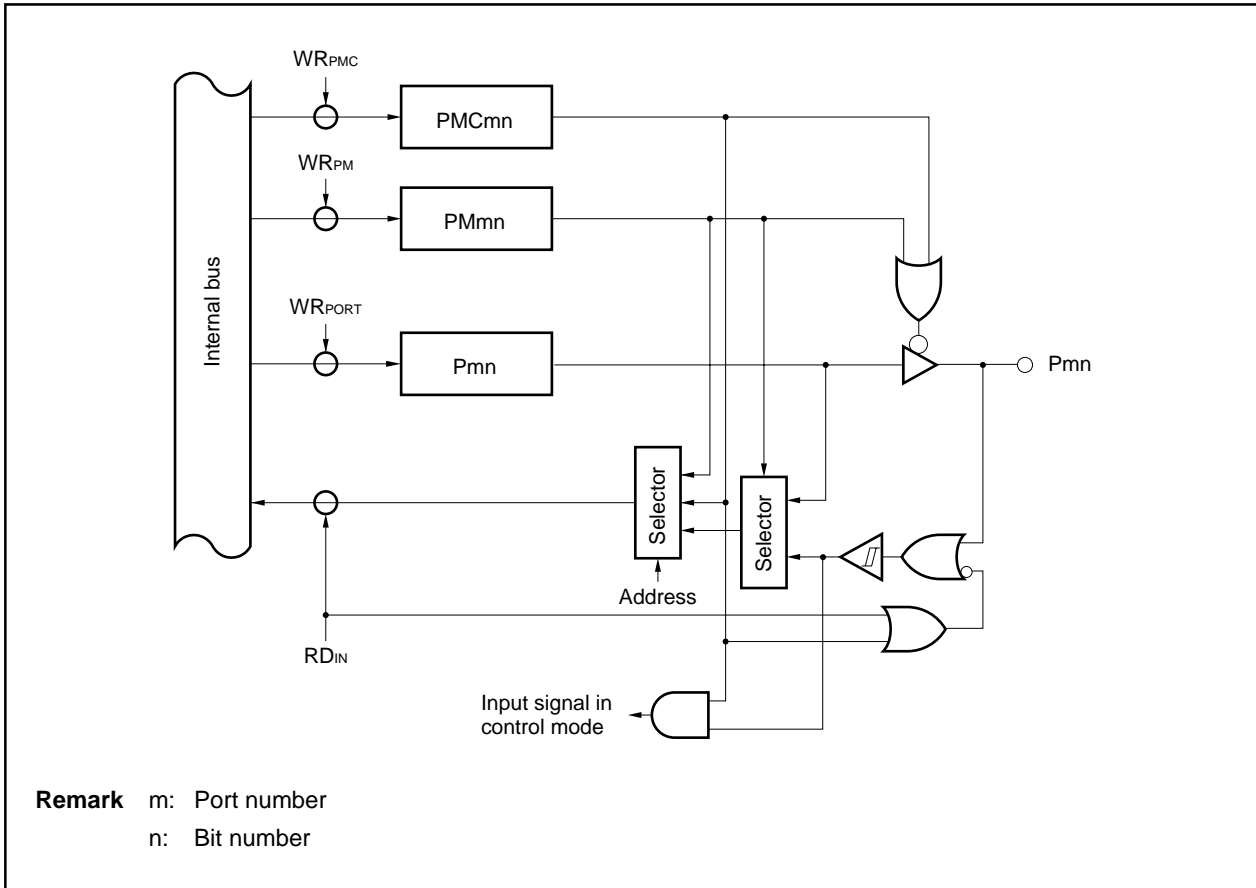 WRPMC
PMCmn
WRPM
PMmn
Internal bus
WRPORT
Pmn
Pmn
Selector
Selector
Address
RDIN
Input signal in
control mode
Remark m: Port number
n: Bit number